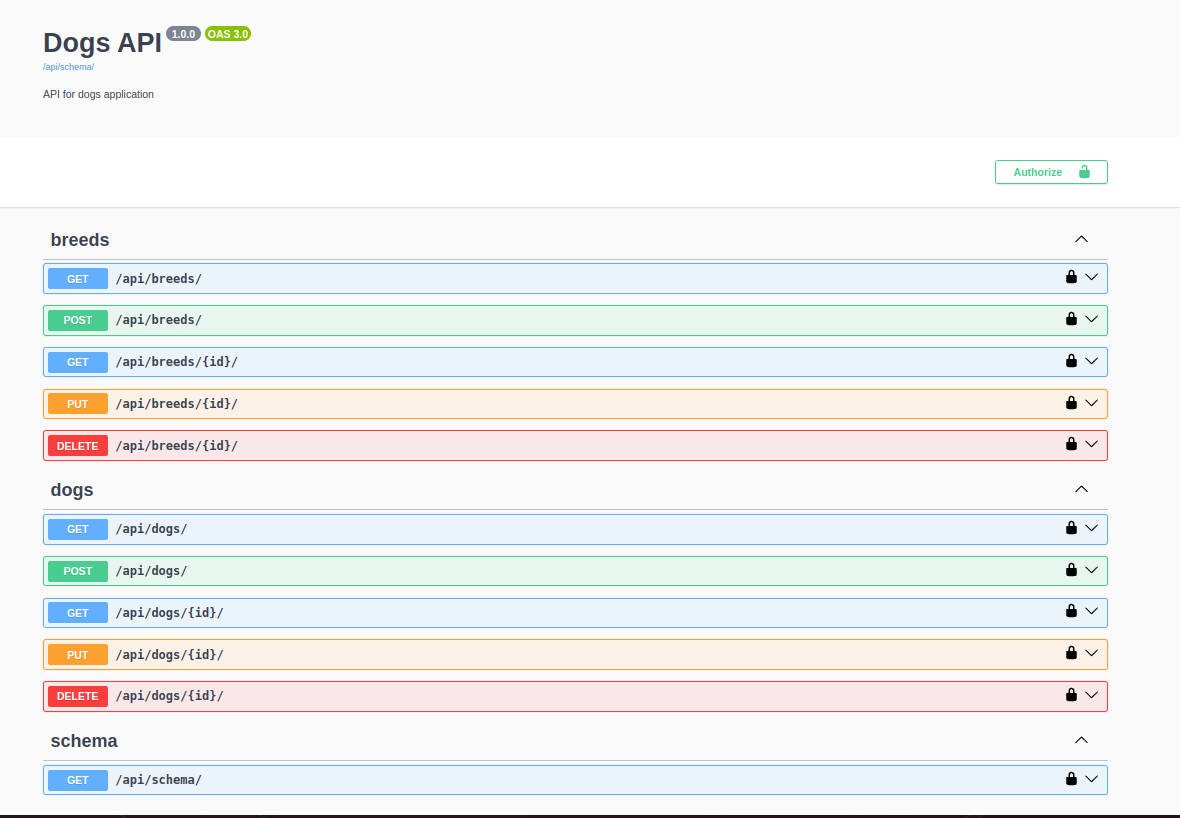 Dogs API 1.0.0 OAS 3.0
/api/schema/
API for dogs application
Authorize
breeds
GET /api/breeds/
POST /api/breeds/
GET /api/breeds/{id}/
PUT /api/breeds/{id}/
DELETE /api/breeds/{id}/
dogs
GET /api/dogs/
POST /api/dogs/
GET /api/dogs/{id}/
PUT /api/dogs/{id}/
DELETE /api/dogs/{id}/
schema
GET /api/schema/